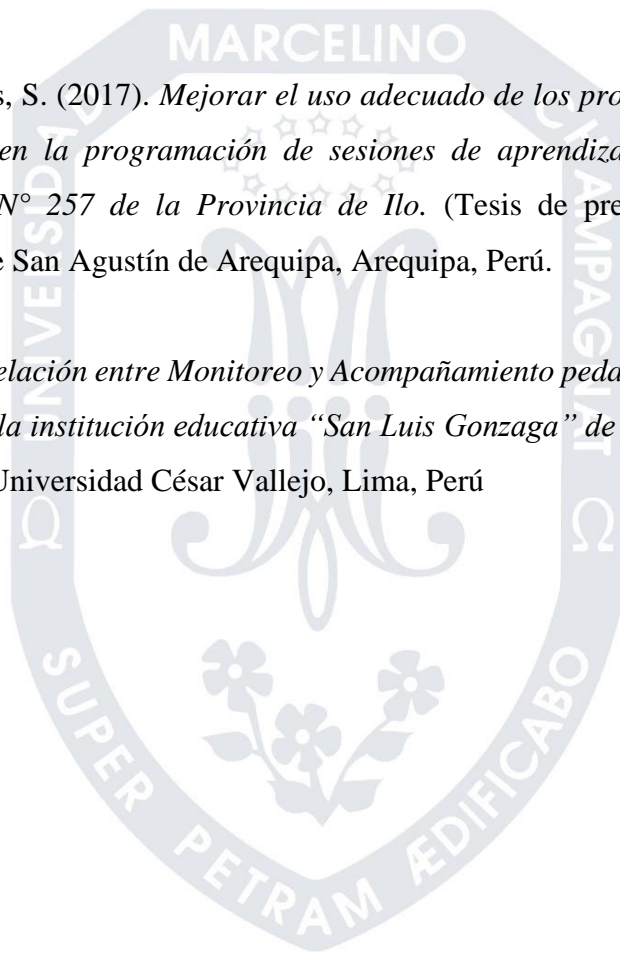 MARCELINO
s, S. (2017). Mejorar el uso adecuado de los pro
en la programación de sesiones de aprendiza
N° 257 de la Provincia de Ilo. (Tesis de pre
e San Agustín de Arequipa, Arequipa, Perú.
elación entre Monitoreo y Acompañamiento peda
la institución educativa “San Luis Gonzaga” de
Universidad César Vallejo, Lima, Perú
UNIVERSIDAD
CHAMPAGNAT
SUPER PETRAM ÆDIFICABO